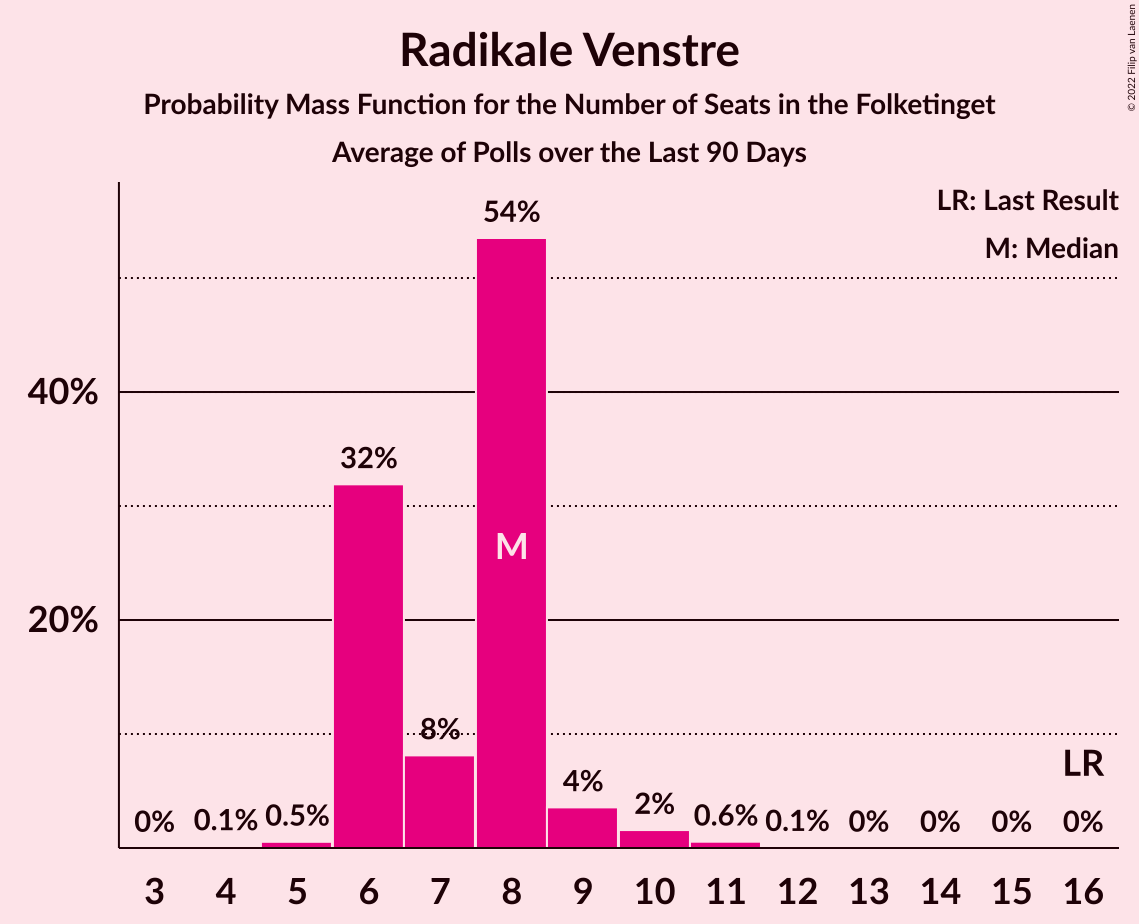 Radikale Venstre
Probability Mass Function for the Number of Seats in the Folketinget
Average of Polls over the Last 90 Days
© 2022 Filip van Laenen
LR: Last Result
M: Median
54%
40%
32%
M
20%
8%
LR
4%
2%
0% 0.1% 0.5% 0.6% 0.1% 0% 0% 0% 0%
3 4 5 6 7 8 9 10 11 12 13 14 15 16